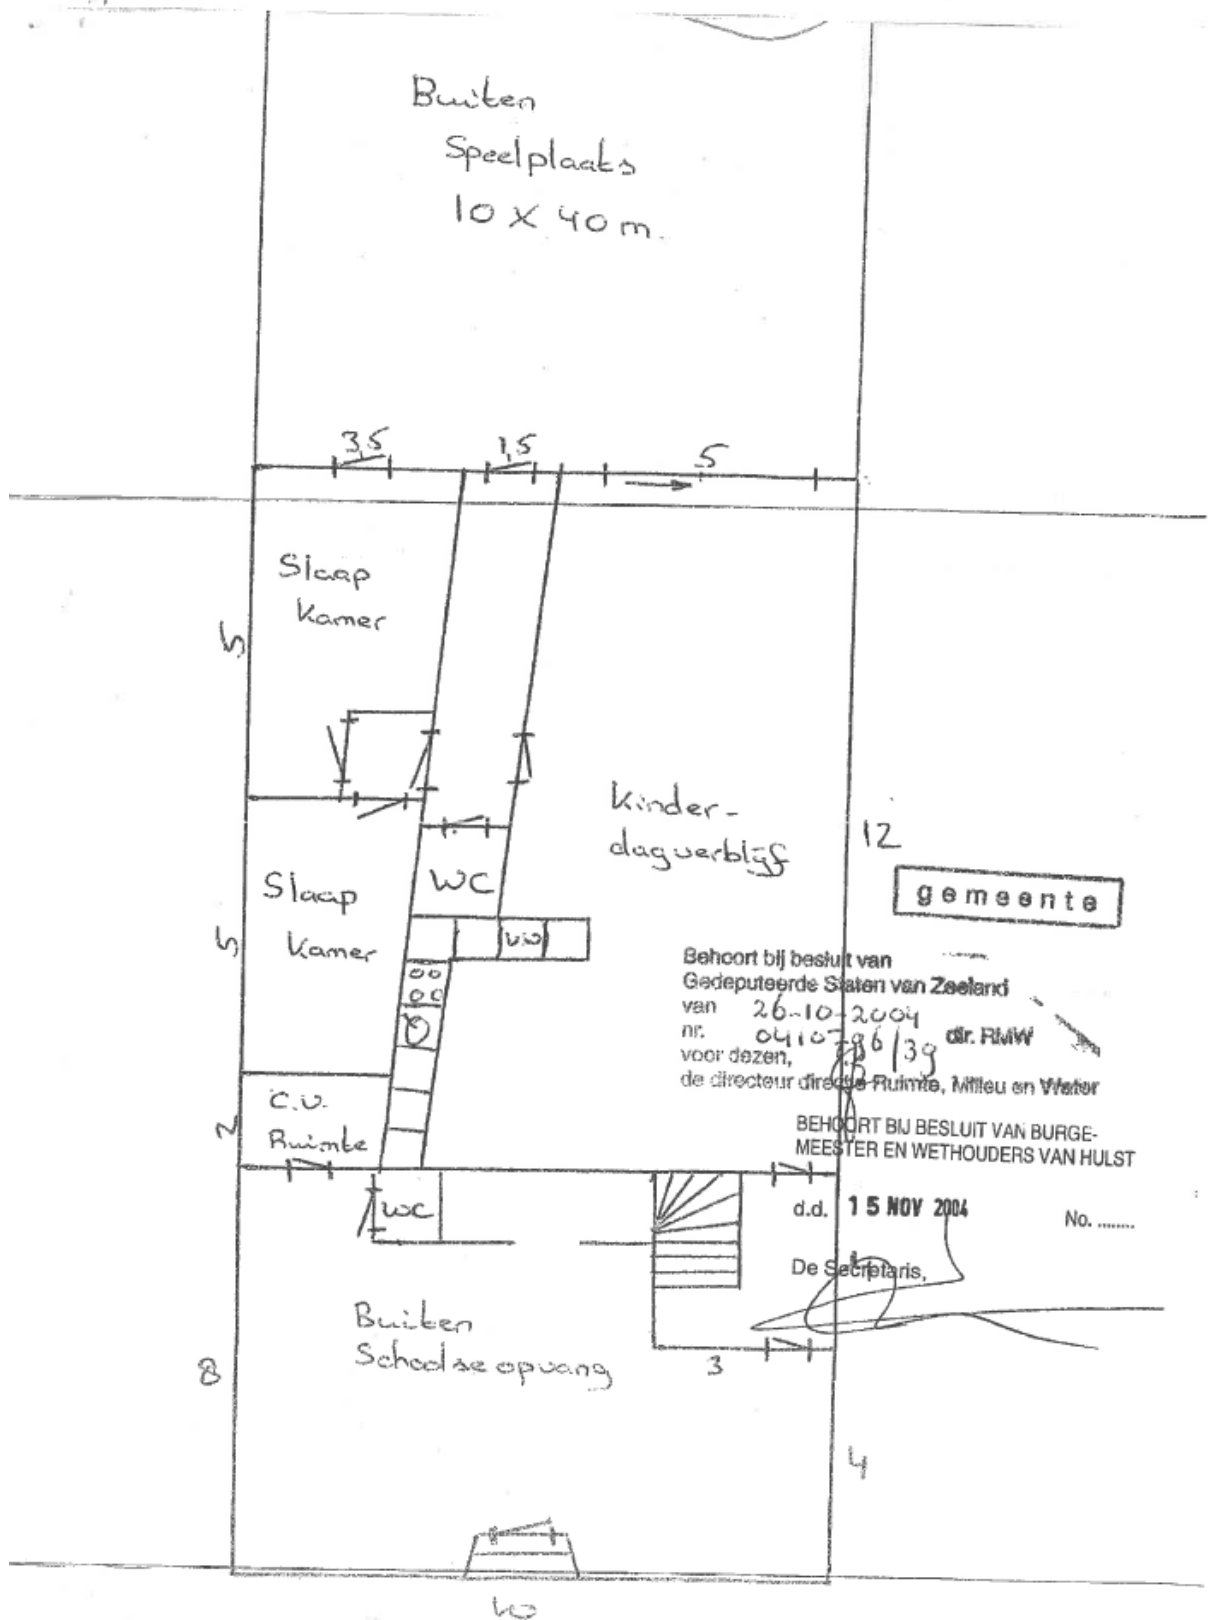 Buiten
Speelplaats
10 X 40 m.
3,5
1,5
5
Slaap
Kamer
5
Kinder-
dagverblijf
12
WC
gemeente
Slaap
Kamer
5
Behoort bij besluit van
Gedeputeerde Staten van Zeeland
van 26-10-2004
nr. dir. RMW
voor dezen,
de directeur directie Ruimte, Milieu en Water
C.V.
Ruimte
2
BEHOORT BIJ BESLUIT VAN BURGE-
MEESTER EN WETHOUDERS VAN HULST
WC
d.d. 15 NOV 2004
No. ........
De Secretaris,
Buiten
Schoolse opvang
8
3
4
10